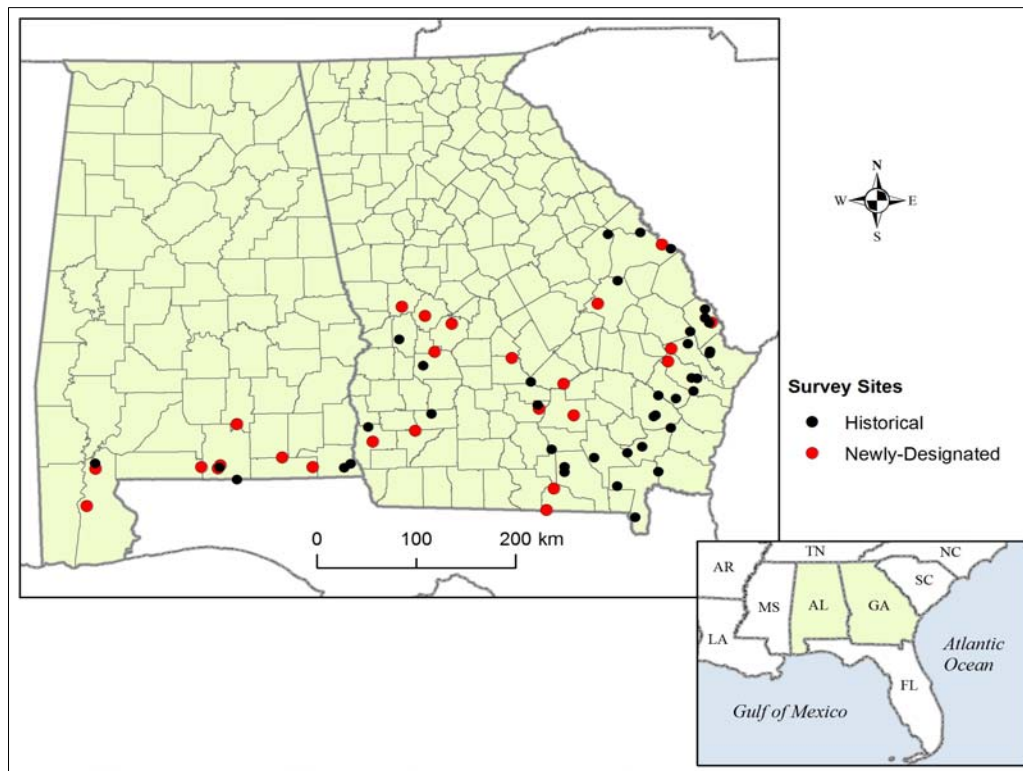 N
W E
S
Survey Sites
Historical
Newly-Designated
0 100 200 km
TN
NC
AR
SC
MS
AL
GA
LA
Atlantic
Ocean
FL
Gulf of Mexico